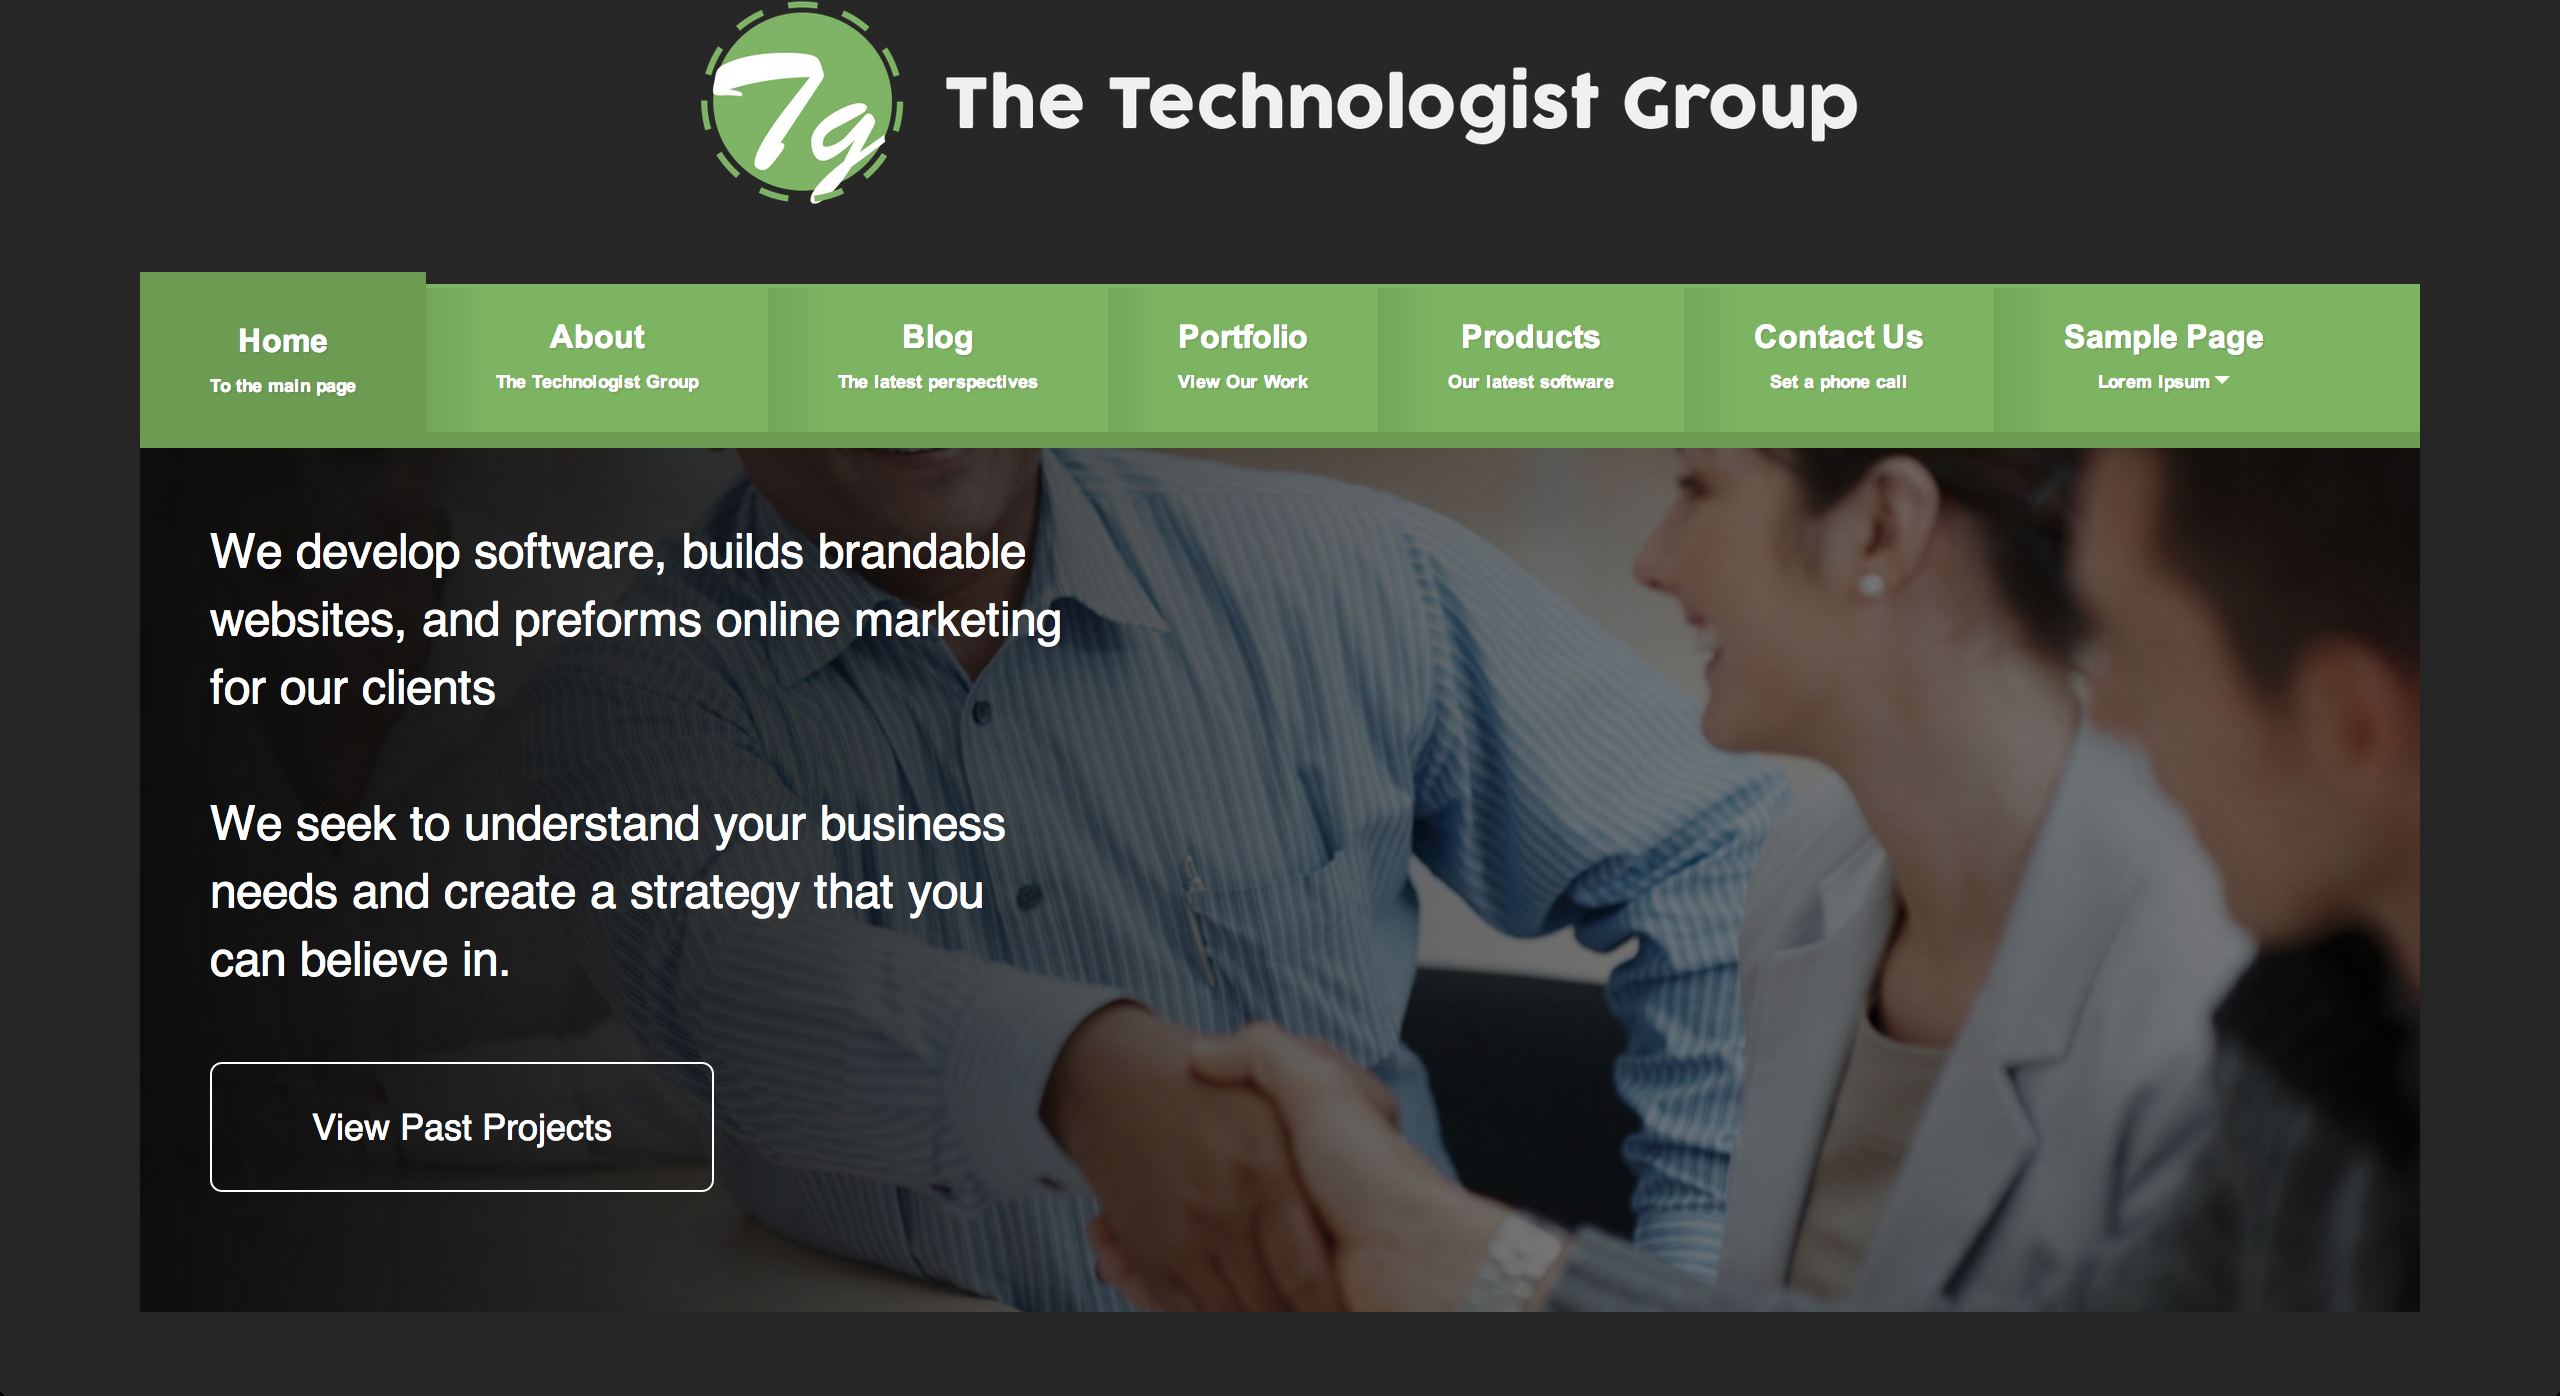 Tg
The Technologist Group
Home
To the main page
About
The Technologist Group
Blog
The latest perspectives
Portfolio
View Our Work
Products
Our latest software
Contact Us
Set a phone call
Sample Page
Lorem Ipsum
We develop software, builds brandable
websites, and preforms online marketing
for our clients
We seek to understand your business
needs and create a strategy that you
can believe in.
View Past Projects